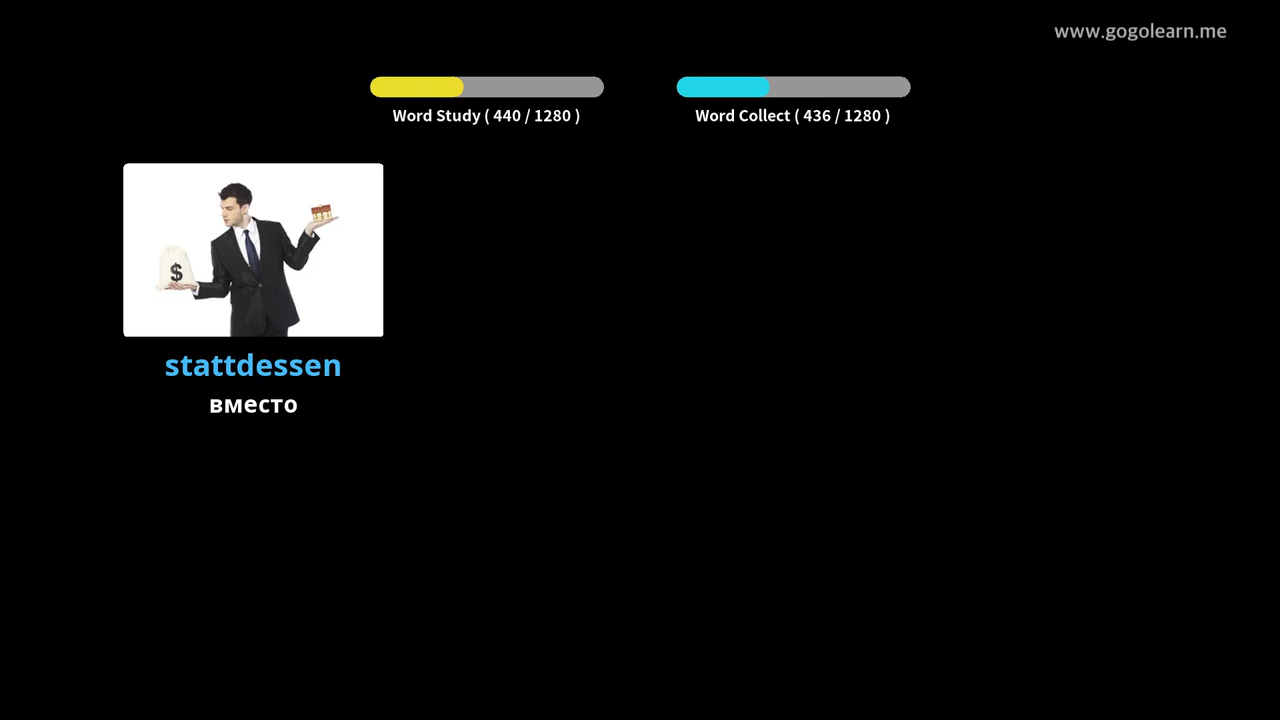 www.gogolearn.me
Word Study ( 440 / 1280 )
Word Collect ( 436 / 1280 )
$
stattdessen
вместо